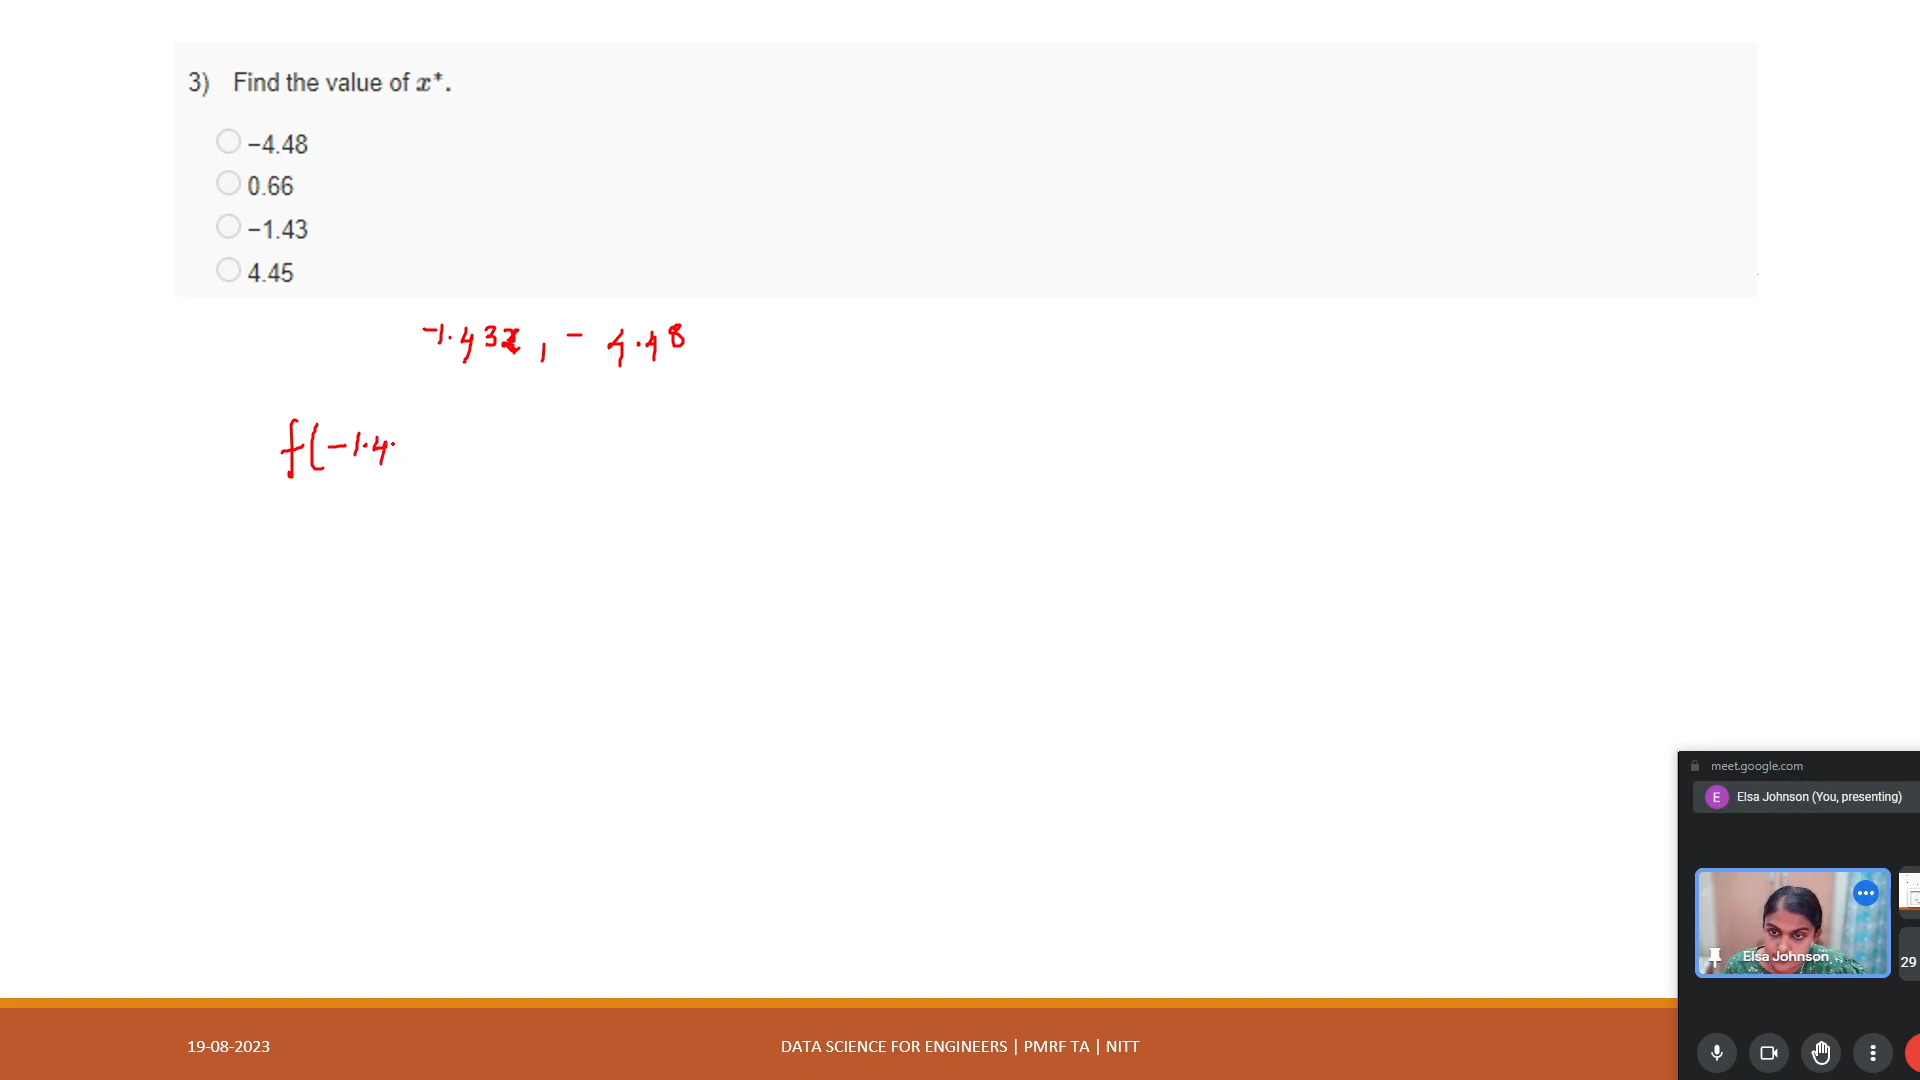 3) Find the value of x*.
−4.48
0.66
−1.43
4.45
-1.43, - 4.48
f(-1.4
meet.google.com
E Elsa Johnson (You, presenting)
Elsa Johnson
29
19-08-2023 DATA SCIENCE FOR ENGINEERS | PMRF TA | NITT